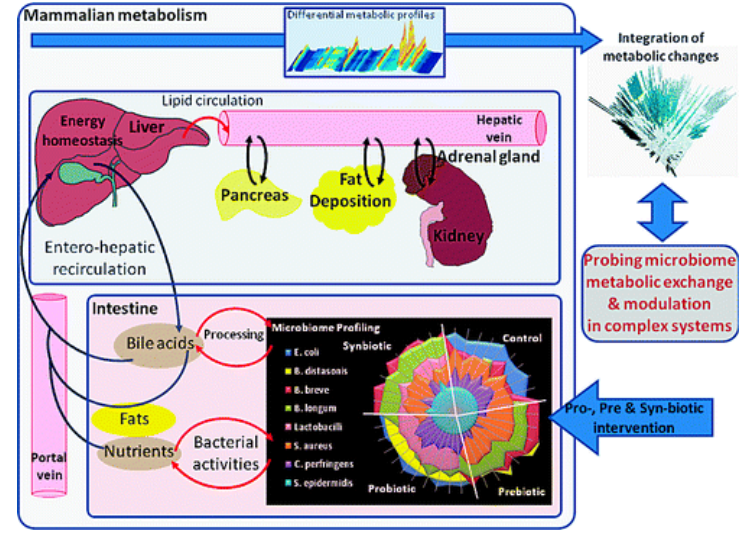 Mammalian metabolism
Differential metabolic profiles
Integration of
metabolic changes
Lipid circulation
Energy
homeostasis
Liver
Hepatic
vein
Adrenal gland
Pancreas
Fat
Deposition
Kidney
Entero-hepatic
recirculation
Probing microbiome
metabolic exchange
& modulation
in complex systems
Intestine
Bile acids
Processing
Microbiome Profiling
Synbiotic
Control
E. coli
B. distasonis
B. breve
B. longum
Lactobacilli
S. aureus
C. perfringens
S. epidermidis
Probiotic
Prebiotic
Fats
Nutrients
Bacterial
activities
Portal
vein
Pro-, Pre & Syn-biotic
intervention